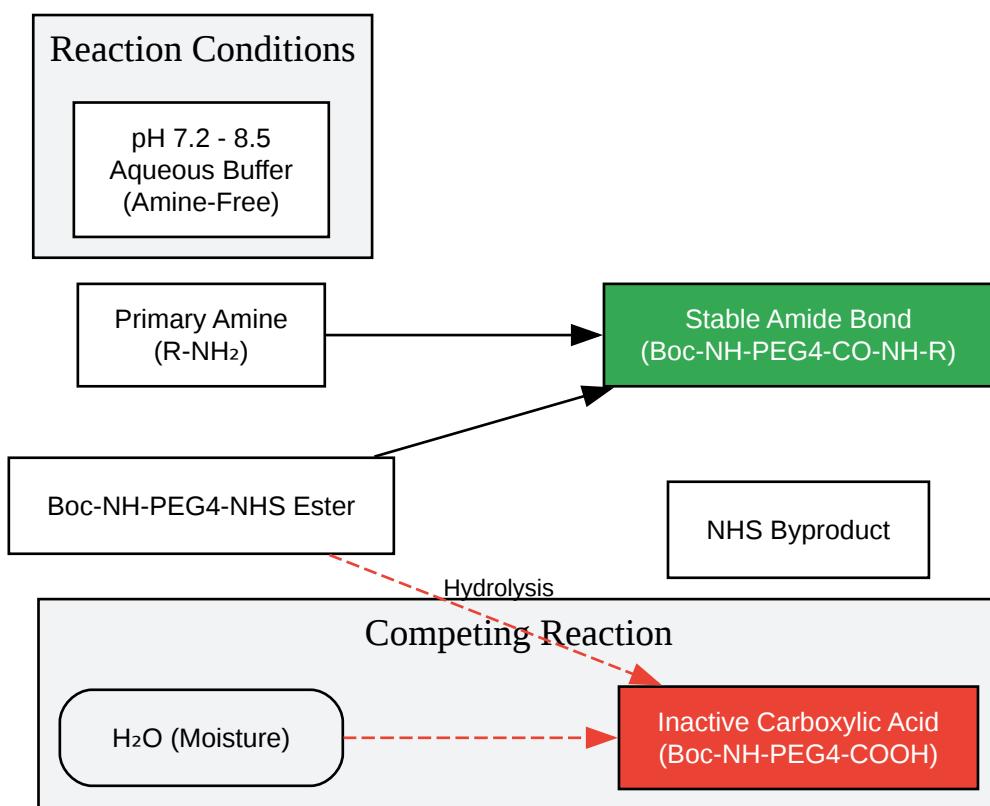 Reaction Conditions
pH 7.2 - 8.5
Aqueous Buffer
(Amine-Free)
Primary Amine
(R-NH₂)
Stable Amide Bond
(Boc-NH-PEG4-CO-NH-R)
Boc-NH-PEG4-NHS Ester
NHS Byproduct
Hydrolysis
Competing Reaction
H₂O (Moisture)
Inactive Carboxylic Acid
(Boc-NH-PEG4-COOH)